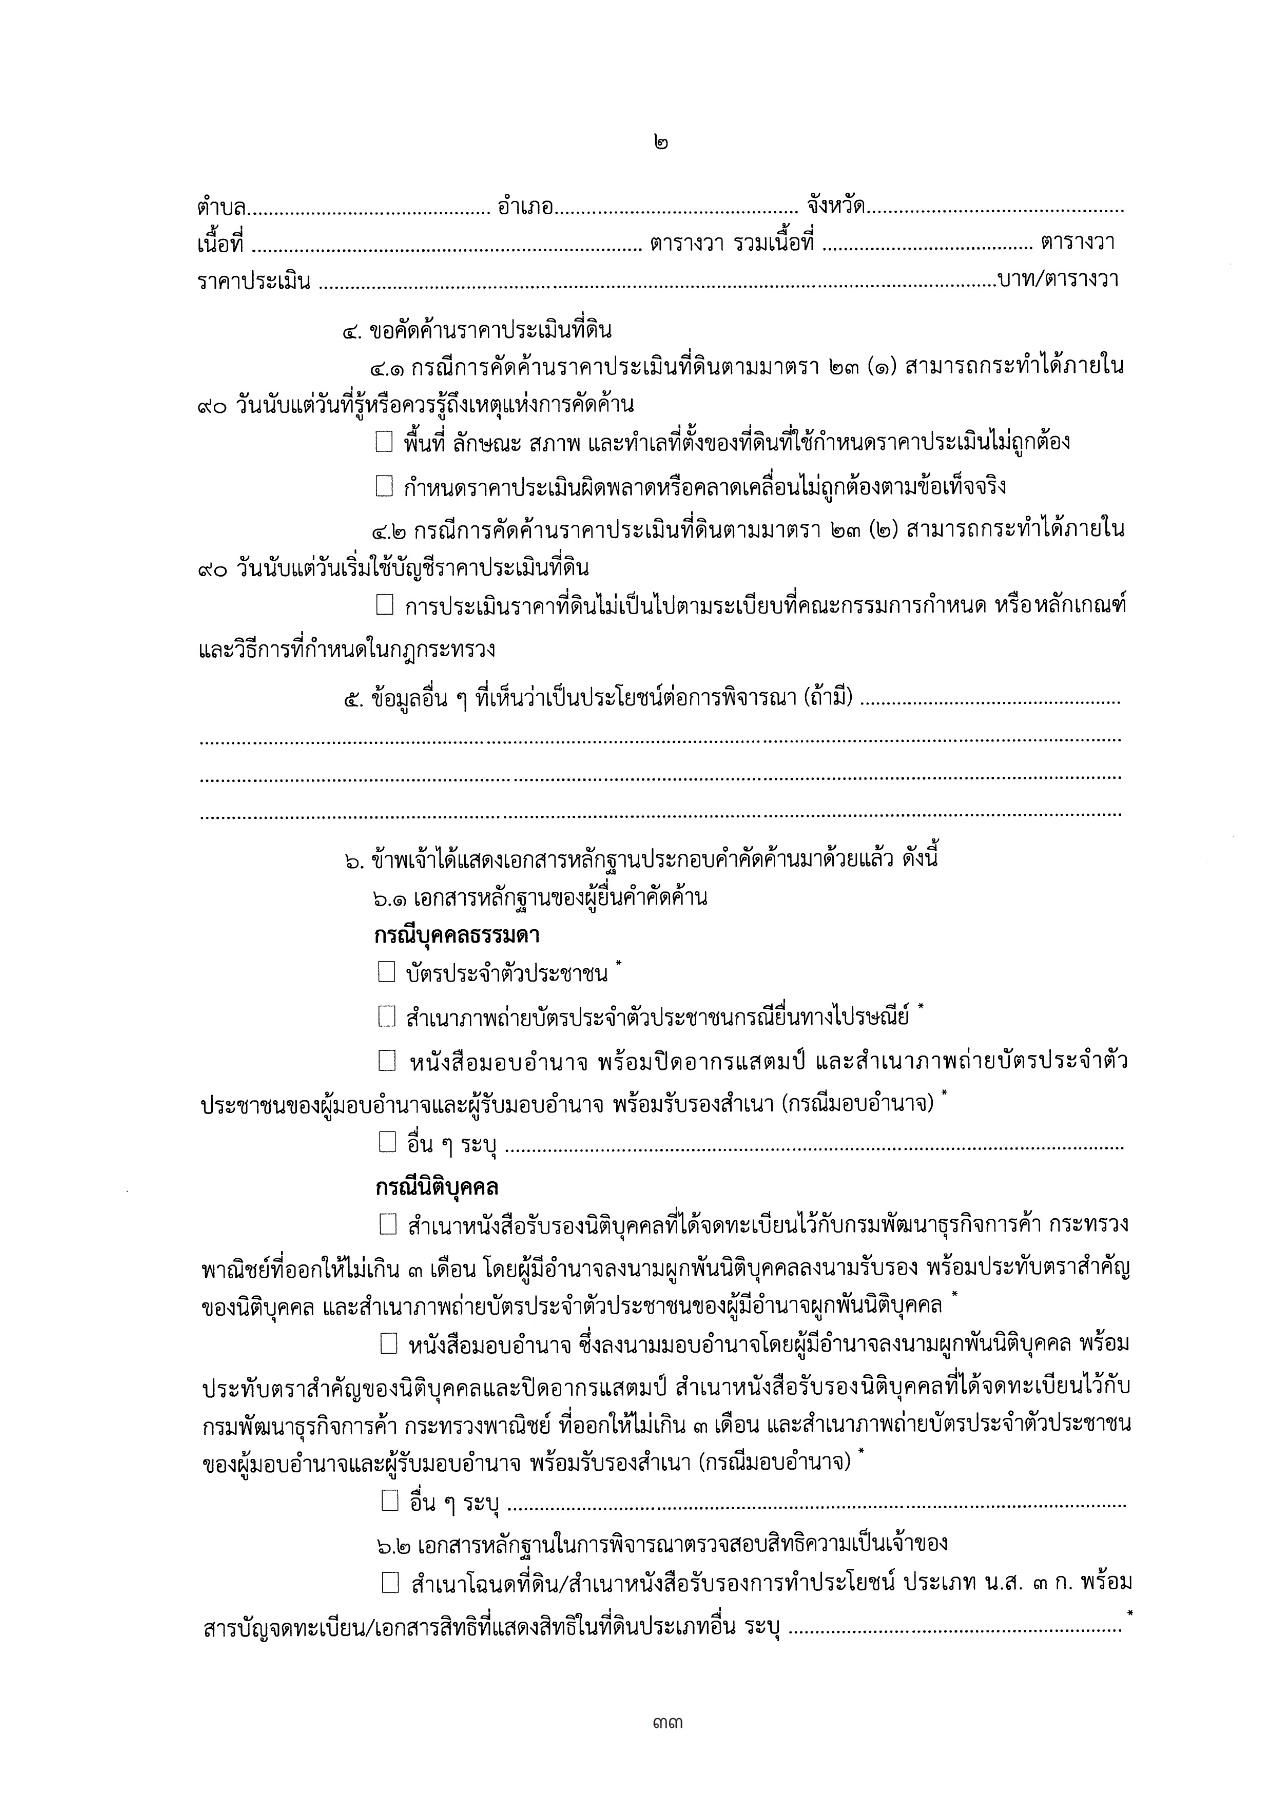 ๒
ตำบล.............................................. อำเภอ.............................................. จังหวัด.................................................
เนื้อที่ .......................................................................... ตารางวา รวมเนื้อที่ ........................................ ตารางวา
ราคาประเมิน .................................................................................................................................บาท/ตารางวา
๔. ขอคัดค้านราคาประเมินที่ดิน
๔.๑ กรณีการคัดค้านราคาประเมินที่ดินตามมาตรา ๒๓ (๑) สามารถกระทำได้ภายใน
๙๐ วันนับแต่วันที่รู้หรือควรรู้ถึงเหตุแห่งการคัดค้าน
☐ พื้นที่ ลักษณะ สภาพ และทำเลที่ตั้งของที่ดินที่ใช้กำหนดราคาประเมินไม่ถูกต้อง
☐ กำหนดราคาประเมินผิดพลาดหรือคลาดเคลื่อนไม่ถูกต้องตามข้อเท็จจริง
๔.๒ กรณีการคัดค้านราคาประเมินที่ดินตามมาตรา ๒๓ (๒) สามารถกระทำได้ภายใน
๙๐ วันนับแต่วันเริ่มใช้บัญชีราคาประเมินที่ดิน
☐ การประเมินราคาที่ดินไม่เป็นไปตามระเบียบที่คณะกรรมการกำหนด หรือหลักเกณฑ์
และวิธีการที่กำหนดในกฎกระทรวง
๕. ข้อมูลอื่น ๆ ที่เห็นว่าเป็นประโยชน์ต่อการพิจารณา (ถ้ามี) .................................................
...............................................................................................................................................................................
...............................................................................................................................................................................
...............................................................................................................................................................................
๖. ข้าพเจ้าได้แสดงเอกสารหลักฐานประกอบคำคัดค้านมาด้วยแล้ว ดังนี้
๖.๑ เอกสารหลักฐานของผู้ยื่นคำคัดค้าน
กรณีบุคคลธรรมดา
☐ บัตรประจำตัวประชาชน *
☐ สำเนาภาพถ่ายบัตรประจำตัวประชาชนกรณียื่นทางไปรษณีย์ *
☐ หนังสือมอบอำนาจ พร้อมปิดอากรแสตมป์ และสำเนาภาพถ่ายบัตรประจำตัว
ประชาชนของผู้มอบอำนาจและผู้รับมอบอำนาจ พร้อมรับรองสำเนา (กรณีมอบอำนาจ) *
☐ อื่น ๆ ระบุ .....................................................................................................................
กรณีนิติบุคคล
☐ สำเนาหนังสือรับรองนิติบุคคลที่ได้จดทะเบียนไว้กับกรมพัฒนาธุรกิจการค้า กระทรวง
พาณิชย์ที่ออกให้ไม่เกิน ๓ เดือน โดยผู้มีอำนาจลงนามผูกพันนิติบุคคลลงนามรับรอง พร้อมประทับตราสำคัญ
ของนิติบุคคล และสำเนาภาพถ่ายบัตรประจำตัวประชาชนของผู้มีอำนาจผูกพันนิติบุคคล *
☐ หนังสือมอบอำนาจ ซึ่งลงนามมอบอำนาจโดยผู้มีอำนาจลงนามผูกพันนิติบุคคล พร้อม
ประทับตราสำคัญของนิติบุคคลและปิดอากรแสตมป์ สำเนาหนังสือรับรองนิติบุคคลที่ได้จดทะเบียนไว้กับ
กรมพัฒนาธุรกิจการค้า กระทรวงพาณิชย์ ที่ออกให้ไม่เกิน ๓ เดือน และสำเนาภาพถ่ายบัตรประจำตัวประชาชน
ของผู้มอบอำนาจและผู้รับมอบอำนาจ พร้อมรับรองสำเนา (กรณีมอบอำนาจ) *
☐ อื่น ๆ ระบุ .....................................................................................................................
๖.๒ เอกสารหลักฐานในการพิจารณาตรวจสอบสิทธิความเป็นเจ้าของ
☐ สำเนาโฉนดที่ดิน/สำเนาหนังสือรับรองการทำประโยชน์ ประเภท น.ส. ๓ ก. พร้อม
สารบัญจดทะเบียน/เอกสารสิทธิที่แสดงสิทธิในที่ดินประเภทอื่น ระบุ ...............................................................*
๓๓